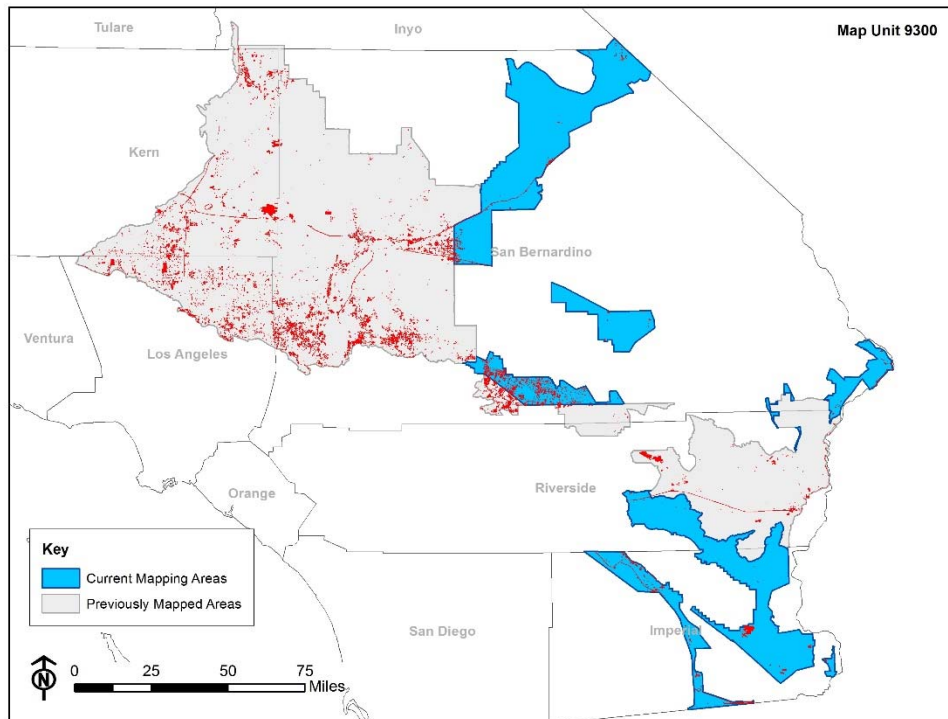 Tulare
Inyo
Map Unit 9300
Kern
San Bernardino
Ventura
Los Angeles
Orange
Riverside
Key
Current Mapping Areas
Previously Mapped Areas
San Diego
Imperial
N
0 25 50 75
Miles